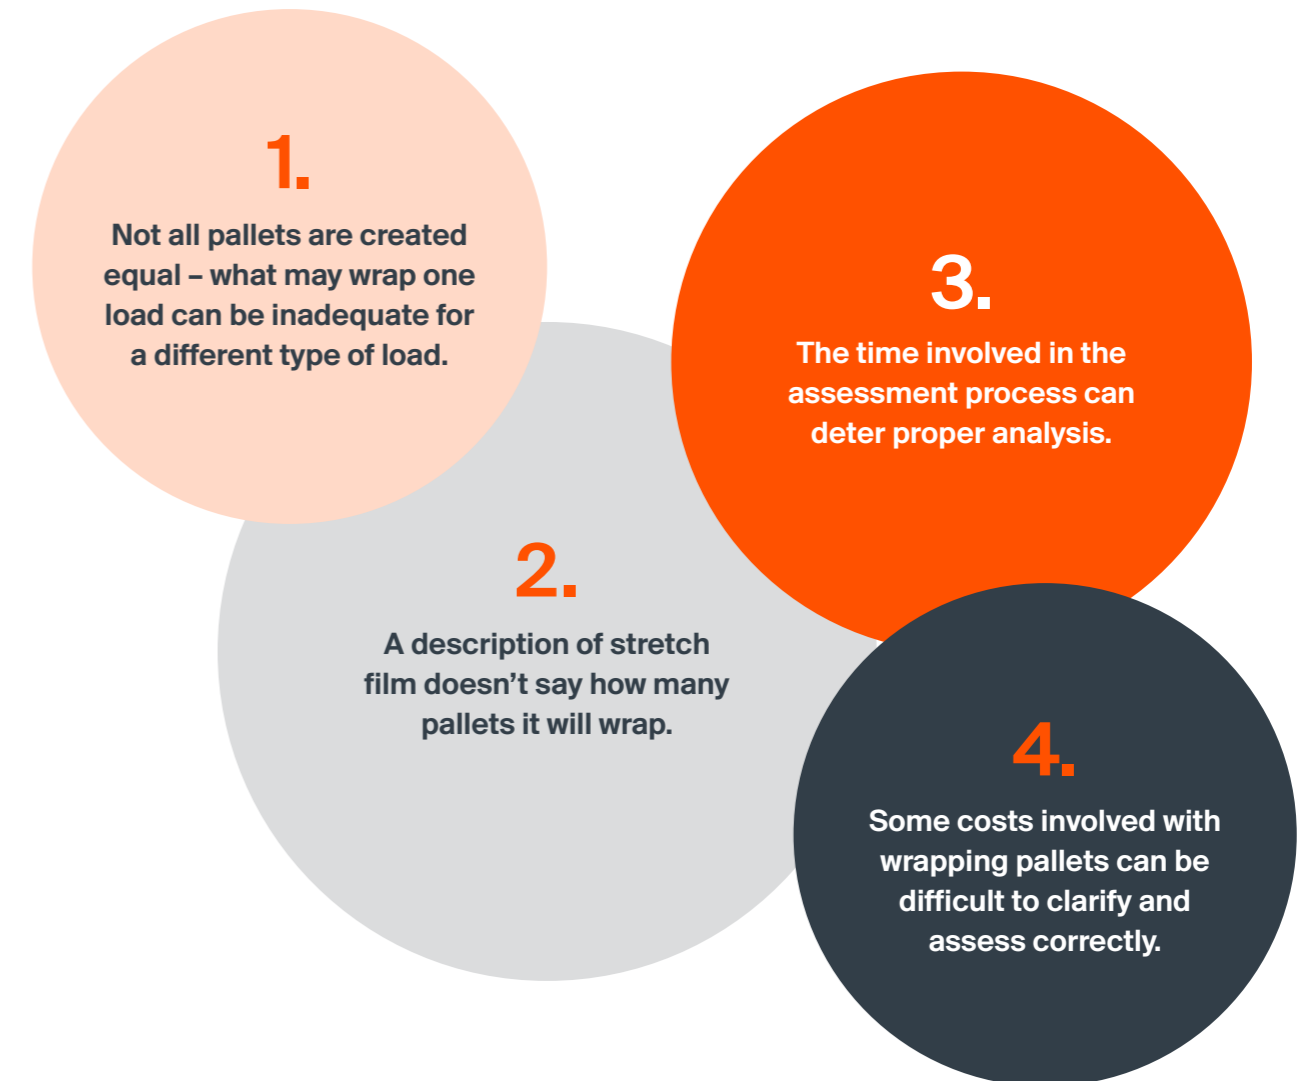 1.
Not all pallets are created
equal – what may wrap one
load can be inadequate for
a different type of load.
2.
A description of stretch
film doesn’t say how many
pallets it will wrap.
3.
The time involved in the
assessment process can
deter proper analysis.
4.
Some costs involved with
wrapping pallets can be
difficult to clarify and
assess correctly.